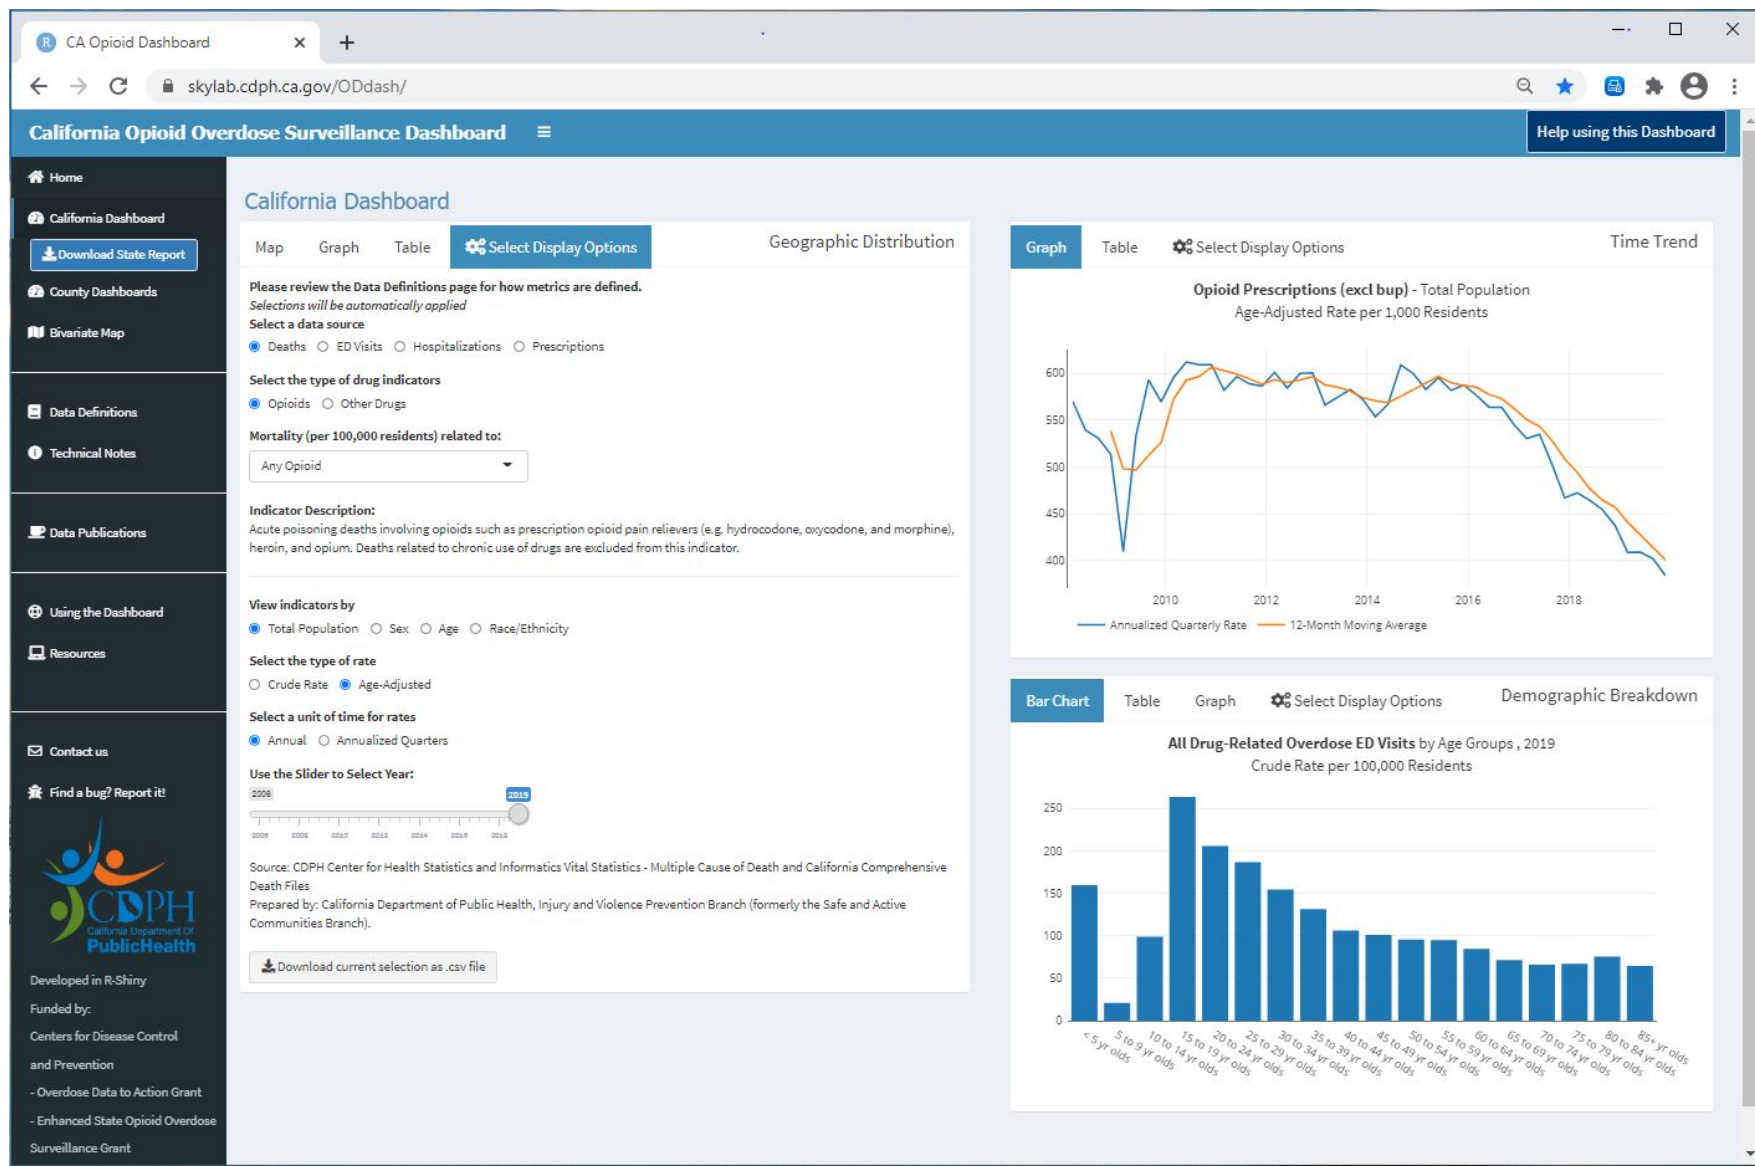 CA Opioid Dashboard
skylab.cdph.ca.gov/ODdash/
California Opioid Overdose Surveillance Dashboard
Help using this Dashboard
Home
California Dashboard
Download State Report
County Dashboards
Bivariate Map
Data Definitions
Technical Notes
Data Publications
Using the Dashboard
Resources
Contact us
Find a bug? Report it!
CDPH
California Department Of
PublicHealth
Developed in R-Shiny
Funded by:
Centers for Disease Control
and Prevention
- Overdose Data to Action Grant
- Enhanced State Opioid Overdose
Surveillance Grant
California Dashboard
Map Graph Table Select Display Options Geographic Distribution
Please review the Data Definitions page for how metrics are defined.
Selections will be automatically applied
Select a data source
Deaths ED Visits Hospitalizations Prescriptions
Select the type of drug indicators
Opioids Other Drugs
Mortality (per 100,000 residents) related to:
Any Opioid
Indicator Description:
Acute poisoning deaths involving opioids such as prescription opioid pain relievers (e.g. hydrocodone, oxycodone, and morphine),
heroin, and opium. Deaths related to chronic use of drugs are excluded from this indicator.
View indicators by
Total Population Sex Age Race/Ethnicity
Select the type of rate
Crude Rate Age-Adjusted
Select a unit of time for rates
Annual Annualized Quarters
Use the Slider to Select Year:
2006 2019
2006 2008 2010 2012 2014 2016 2018
Source: CDPH Center for Health Statistics and Informatics Vital Statistics - Multiple Cause of Death and California Comprehensive
Death Files
Prepared by: California Department of Public Health, Injury and Violence Prevention Branch (formerly the Safe and Active
Communities Branch).
Download current selection as .csv file
Graph Table Select Display Options Time Trend
Opioid Prescriptions (excl bup) - Total Population
Age-Adjusted Rate per 1,000 Residents
600
550
500
450
400
2010 2012 2014 2016 2018
Annualized Quarterly Rate 12-Month Moving Average
Bar Chart Table Graph Select Display Options Demographic Breakdown
All Drug-Related Overdose ED Visits by Age Groups , 2019
Crude Rate per 100,000 Residents
250
200
150
100
50
0
< 5 yr olds
5 to 9 yr olds
10 to 14 yr olds
15 to 19 yr olds
20 to 24 yr olds
25 to 29 yr olds
30 to 34 yr olds
35 to 39 yr olds
40 to 44 yr olds
45 to 49 yr olds
50 to 54 yr olds
55 to 59 yr olds
60 to 64 yr olds
65 to 69 yr olds
70 to 74 yr olds
75 to 79 yr olds
80 to 84 yr olds
85+ yr olds